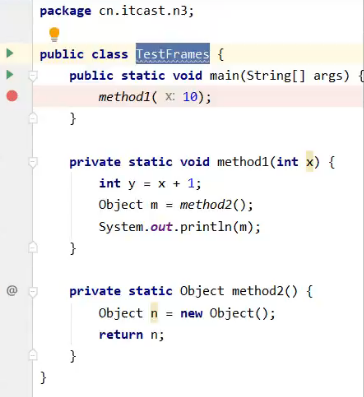 package cn.itcast.n3;
public class TestFrames {
public static void main(String[] args) {
method1( x: 10);
}
private static void method1(int x) {
int y = x + 1;
Object m = method2();
System.out.println(m);
}
@ private static Object method2() {
Object n = new Object();
return n;
}
}